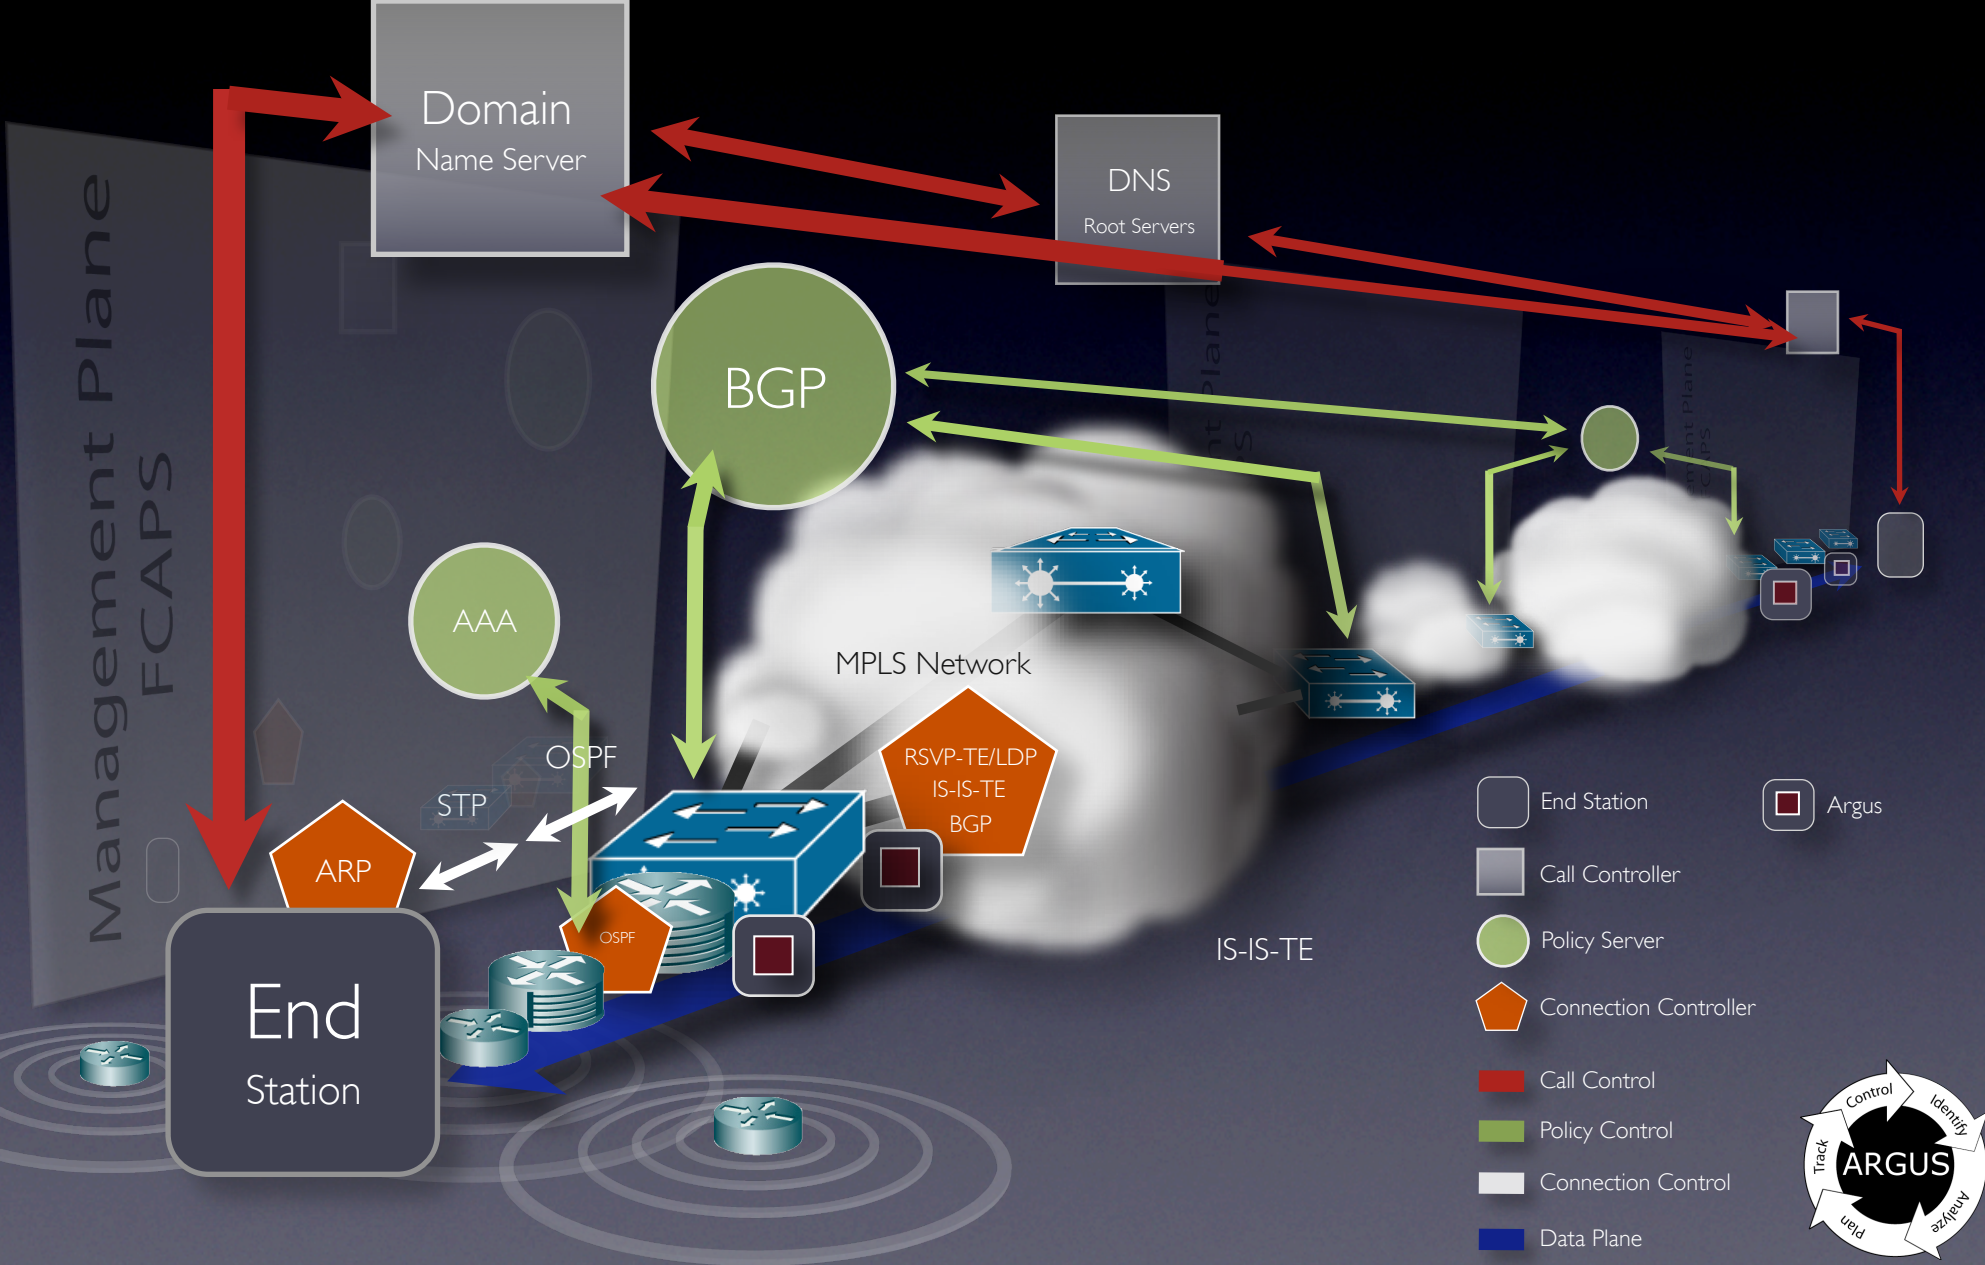 Domain
Name Server
DNS
Root Servers
Management Plane
FCAPS
BGP
AAA
MPLS Network
OSPF
STP
RSVP-TE/LDP
IS-IS-TE
BGP
ARP
OSPF
IS-IS-TE
End
Station
End Station
Argus
Call Controller
Policy Server
Connection Controller
Call Control
Policy Control
Connection Control
Data Plane
Control
Identify
Analyze
Plan
Track
ARGUS